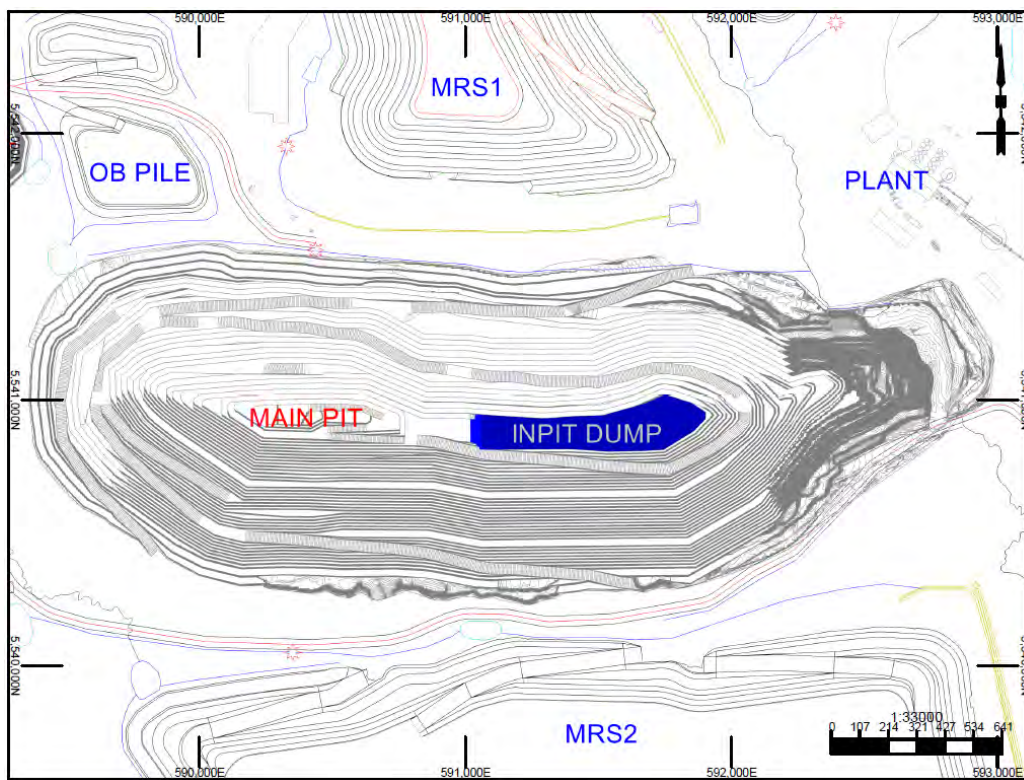 590,000E
591,000E
592,000E
593,000E
MRS1
OB PILE
PLANT
5,541,000N
MAIN PIT
INPIT DUMP
5,540,000N
MRS2
1:33000
0 107 214 321 427 534 641
590,000E
591,000E
592,000E
593,000E